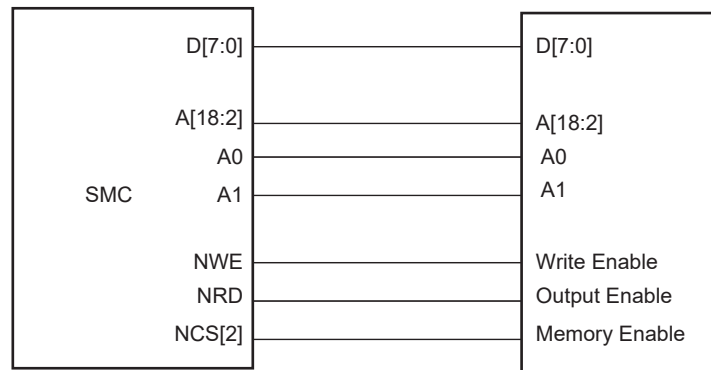 D[7:0] D[7:0]
A[18:2] A[18:2]
A0 A0
SMC A1 A1
NWE Write Enable
NRD Output Enable
NCS[2] Memory Enable